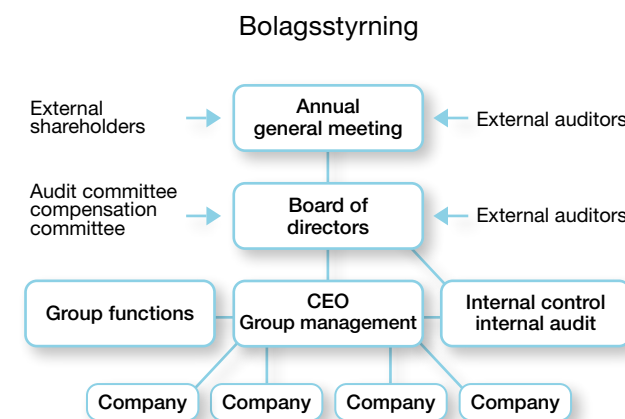 Bolagsstyrning
External
shareholders
Annual
general meeting
External auditors
Audit committee
compensation
committee
Board of
directors
External auditors
Group functions
CEO
Group management
Internal control
internal audit
Company
Company
Company
Company